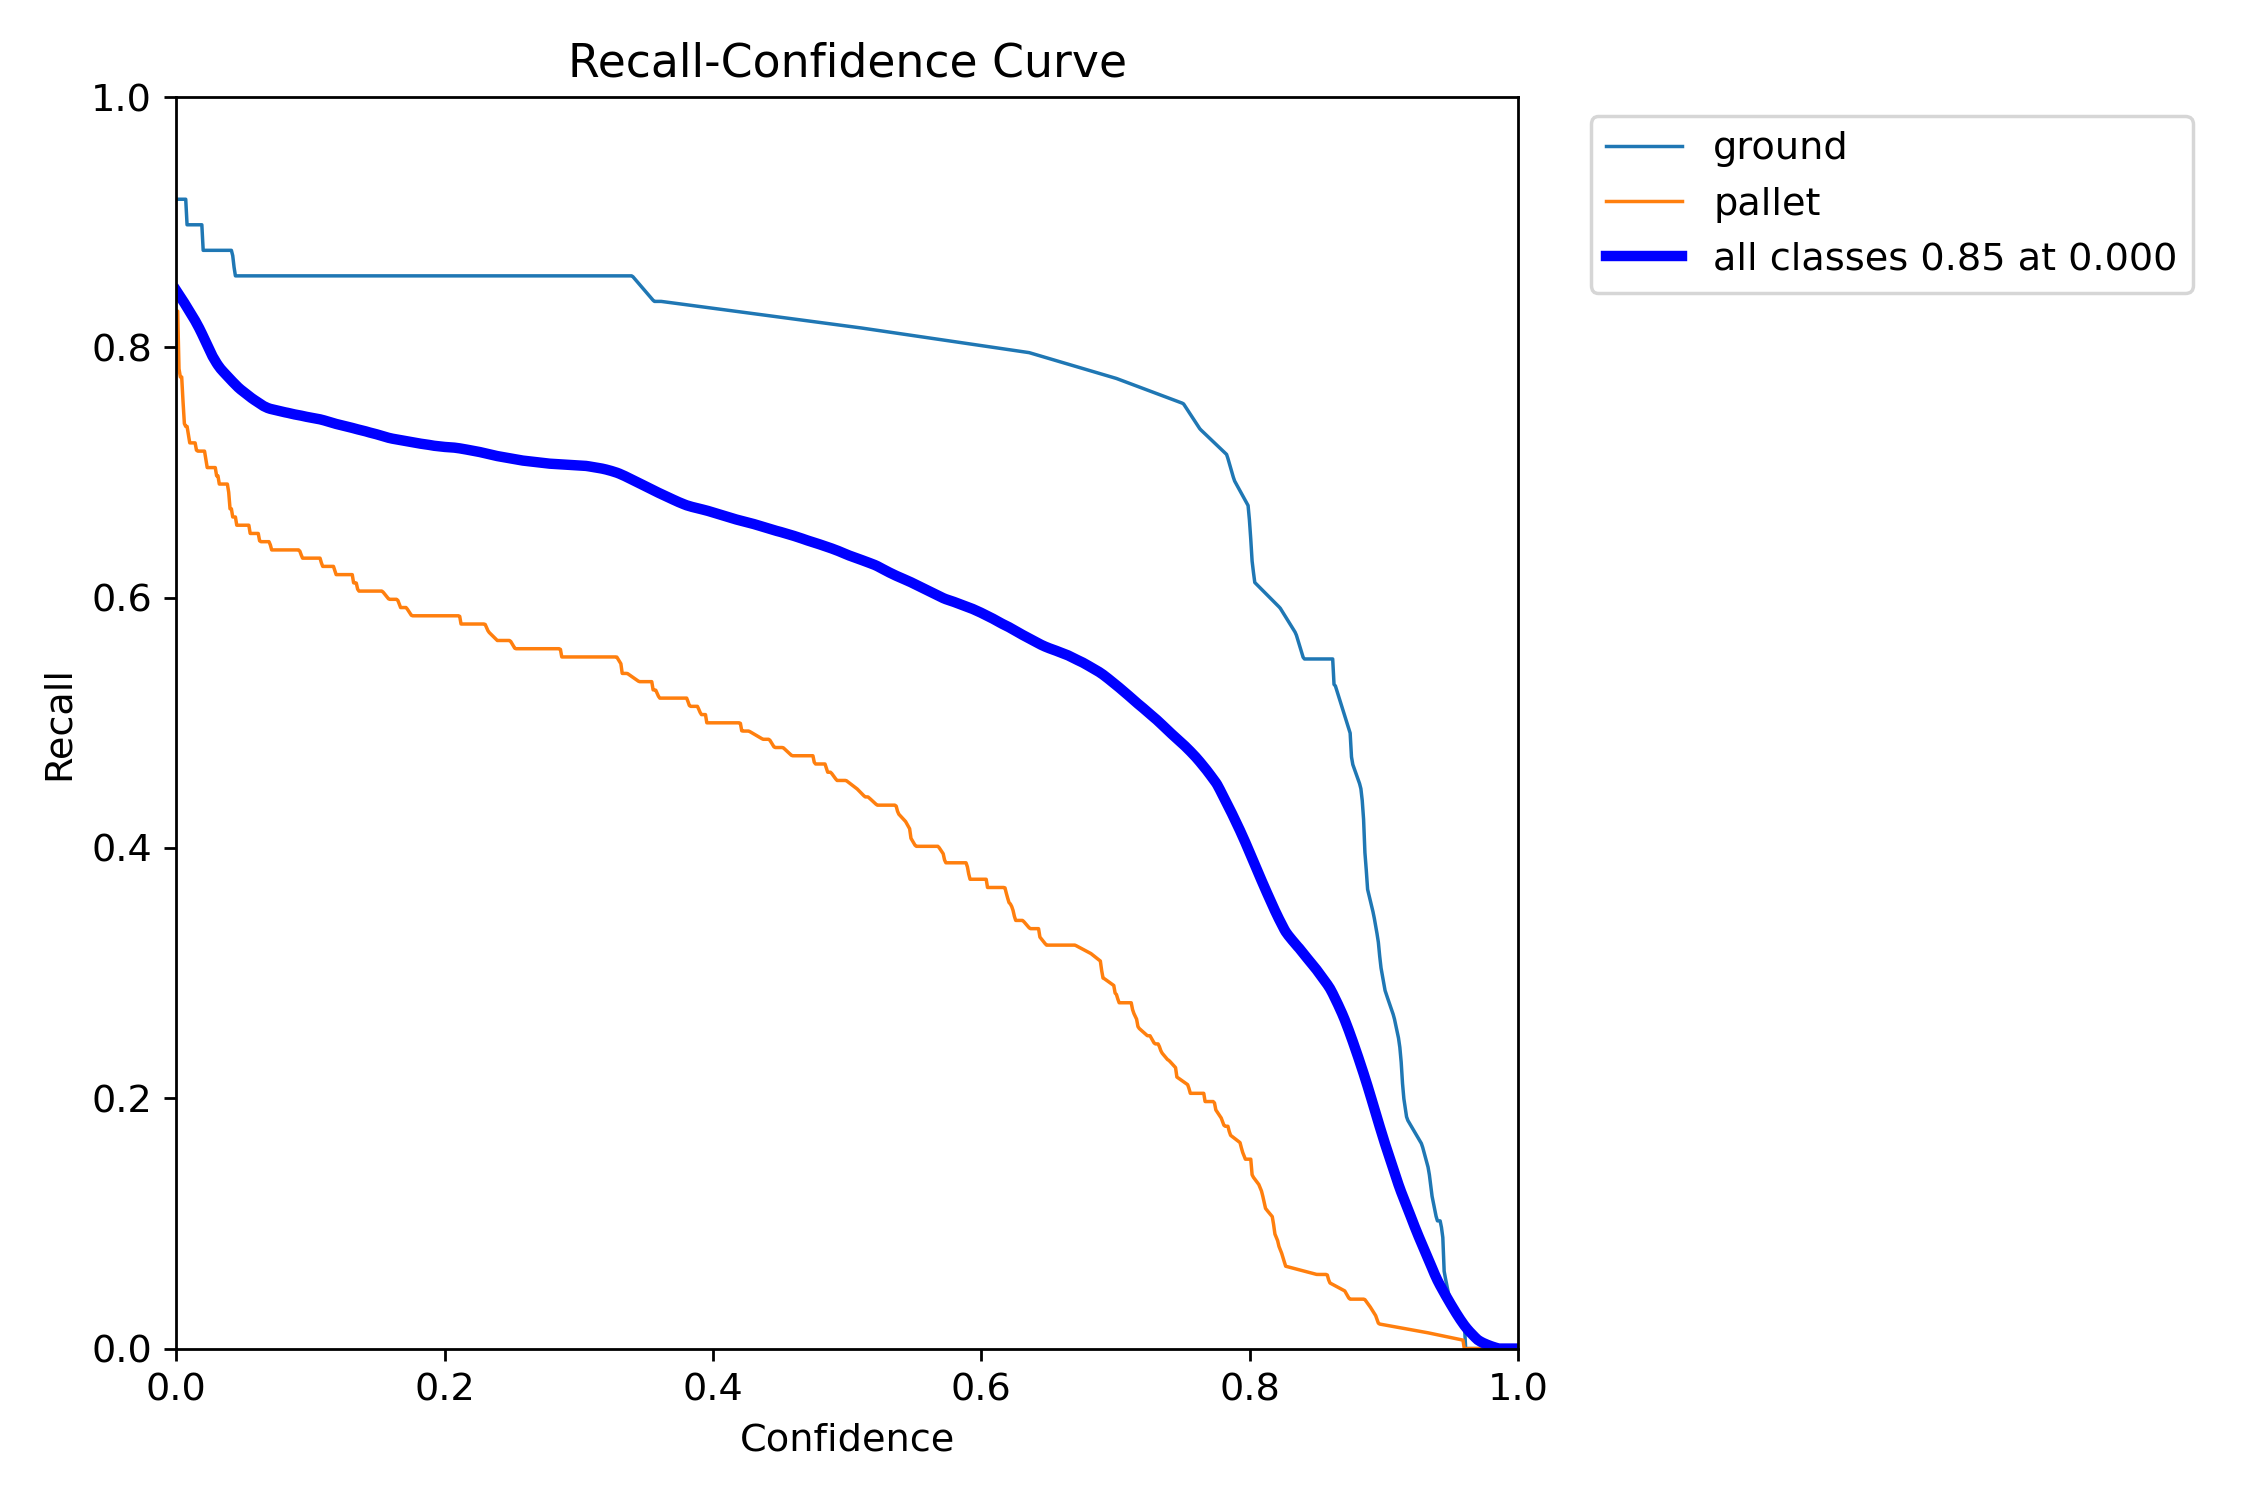 Recall-Confidence Curve
1.0
0.8
0.6
0.4
0.2
0.0
Recall
0.0 0.2 0.4 0.6 0.8 1.0
Confidence
ground
pallet
all classes 0.85 at 0.000